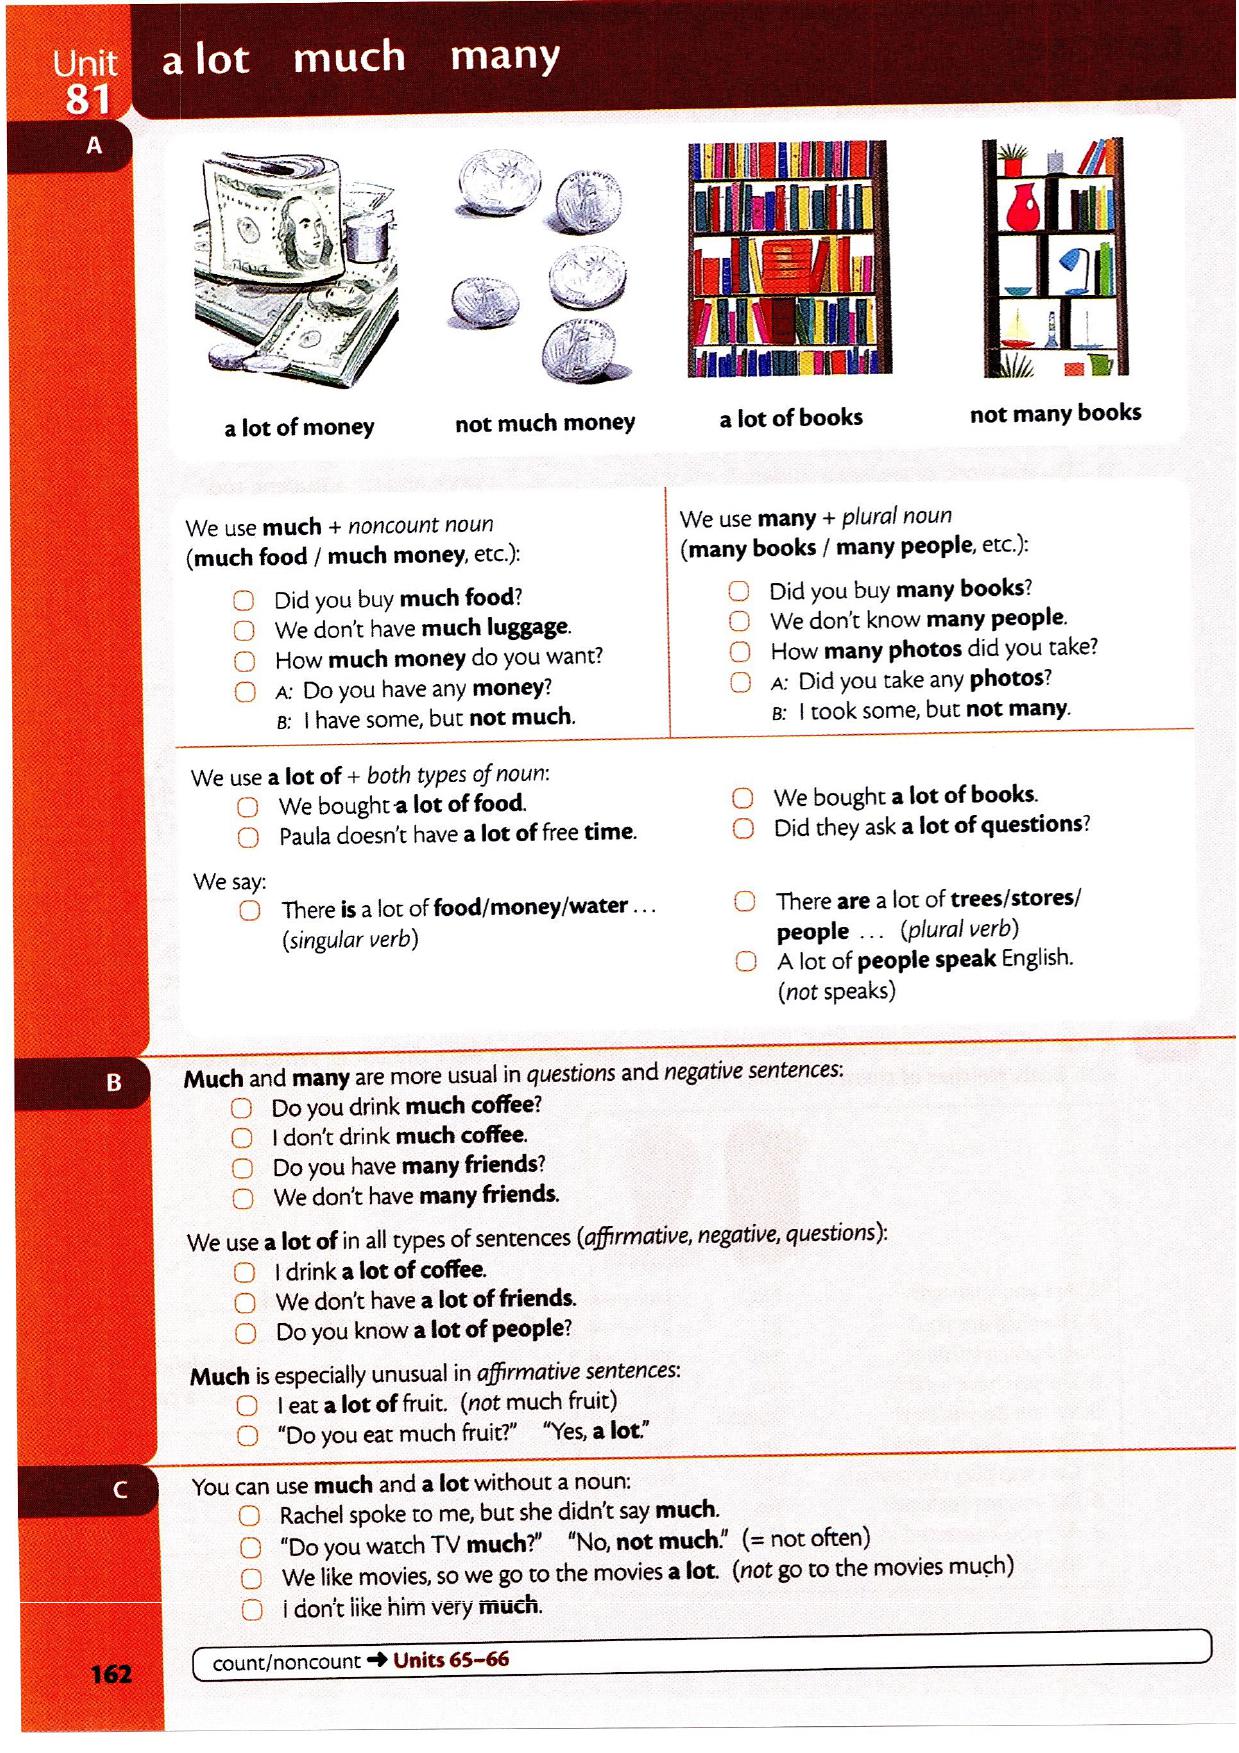 Unit
81
a lot much many
A
a lot of money
not much money
a lot of books
not many books
We use much + noncount noun
(much food / much money, etc.):
Did you buy much food?
We don't have much luggage.
How much money do you want?
A: Do you have any money?
B: I have some, but not much.
We use many + plural noun
(many books / many people, etc.):
Did you buy many books?
We don't know many people.
How many photos did you take?
A: Did you take any photos?
B: I took some, but not many.
We use a lot of + both types of noun:
We bought a lot of food.
Paula doesn't have a lot of free time.
We bought a lot of books.
Did they ask a lot of questions?
We say:
There is a lot of food/money/water ...
(singular verb)
There are a lot of trees/stores/
people ... (plural verb)
A lot of people speak English.
(not speaks)
B
Much and many are more usual in questions and negative sentences:
Do you drink much coffee?
I don't drink much coffee.
Do you have many friends?
We don't have many friends.
We use a lot of in all types of sentences (affirmative, negative, questions):
I drink a lot of coffee.
We don't have a lot of friends.
Do you know a lot of people?
Much is especially unusual in affirmative sentences:
I eat a lot of fruit. (not much fruit)
"Do you eat much fruit?" "Yes, a lot."
C
You can use much and a lot without a noun:
Rachel spoke to me, but she didn't say much.
"Do you watch TV much?" "No, not much." (= not often)
We like movies, so we go to the movies a lot. (not go to the movies much)
I don't like him very much.
count/noncount → Units 65–66
162